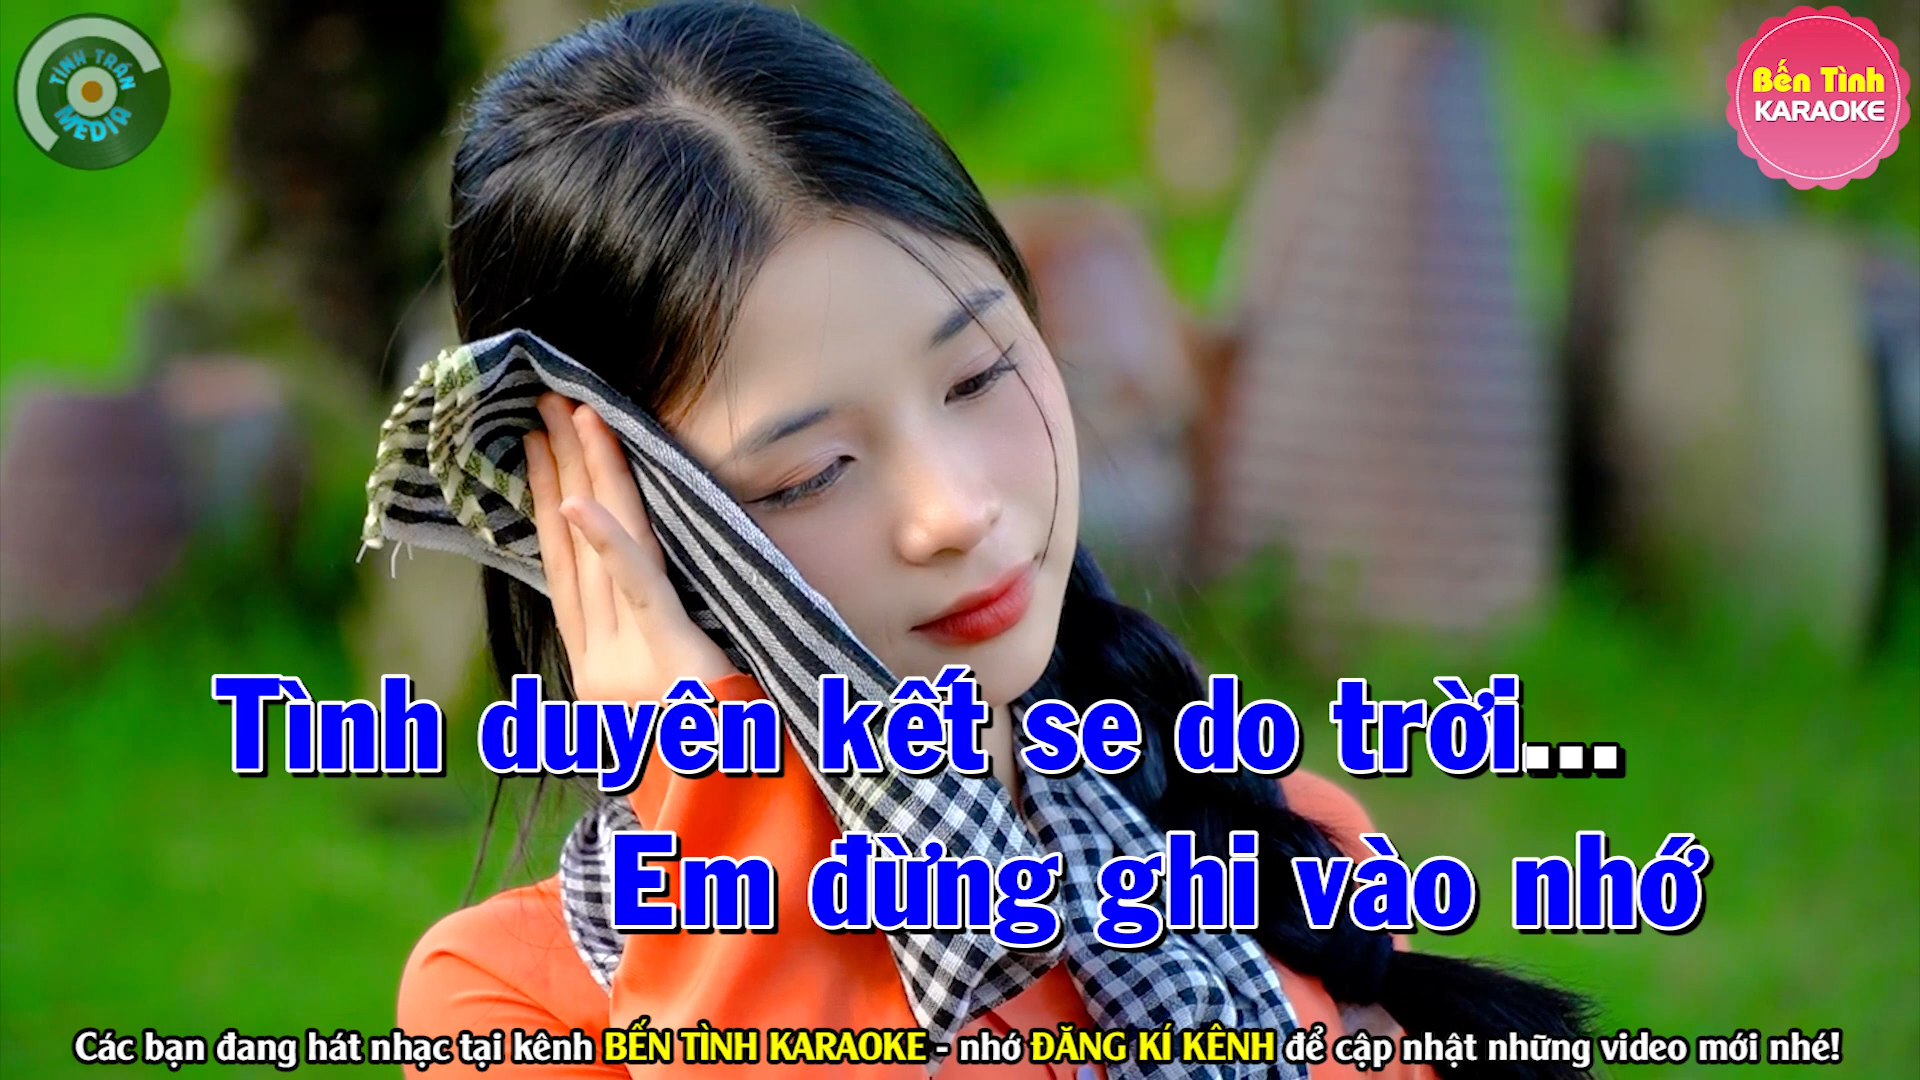 TÌNH TRẦN
MEDIA
Bến Tình
KARAOKE
Tình duyên kết se do trời...
Em đừng ghi vào nhớ
Các bạn đang hát nhạc tại kênh BẾN TÌNH KARAOKE - nhớ ĐĂNG KÍ KÊNH để cập nhật những video mới nhé!